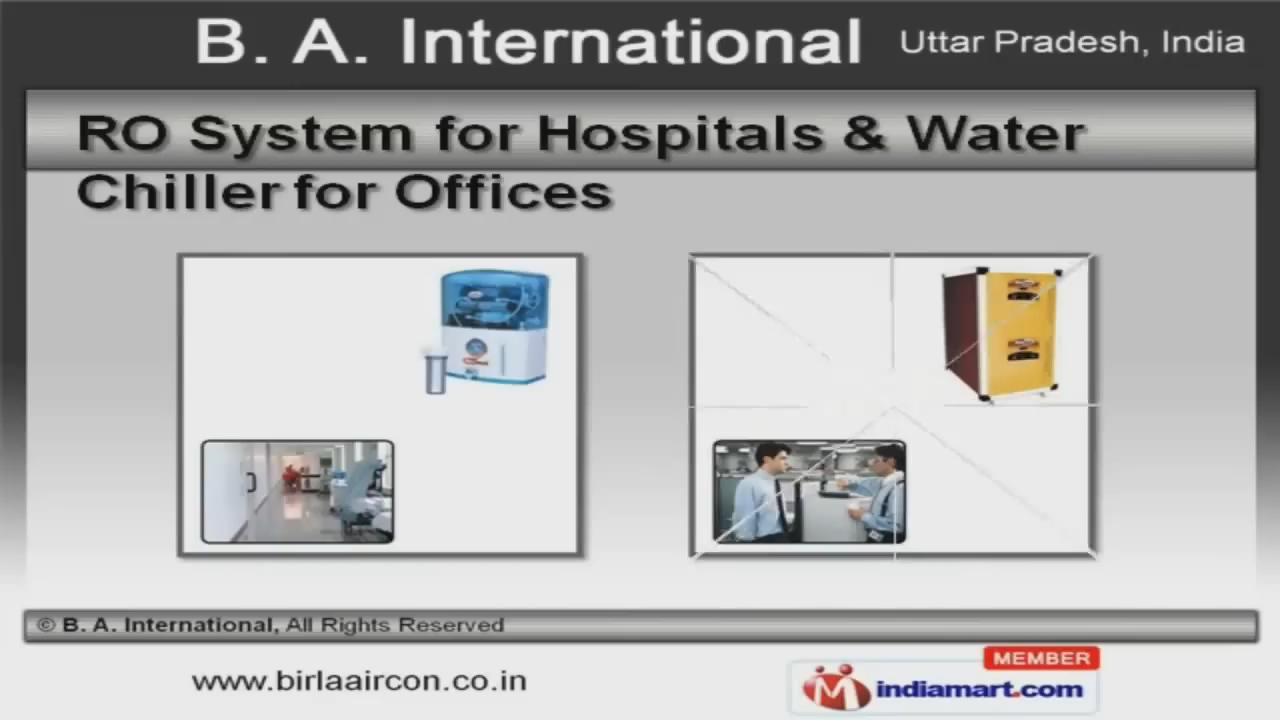 B. A. International Uttar Pradesh, India
RO System for Hospitals & Water
Chiller for Offices
© B. A. International, All Rights Reserved
www.birlaaircon.co.in
MEMBER
indiamart.com